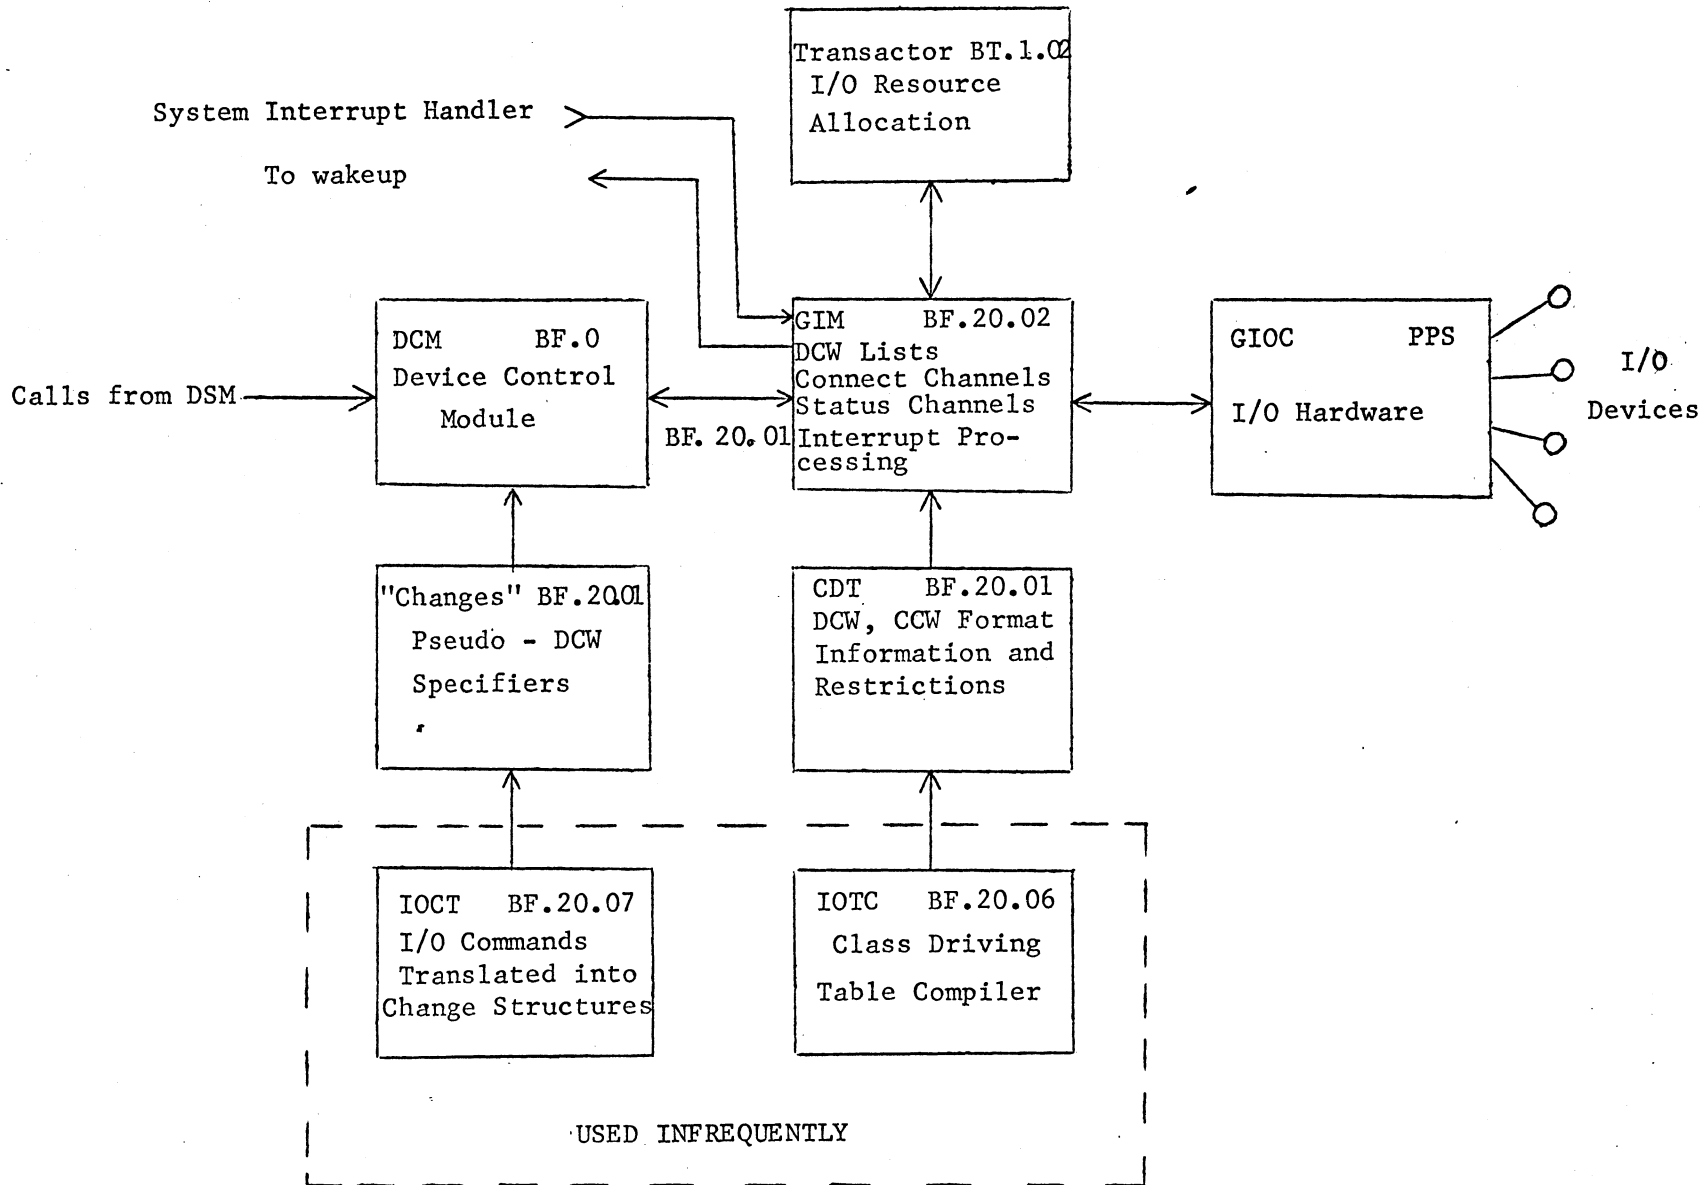 Transactor BT.1.02
I/O Resource
Allocation
System Interrupt Handler
To wakeup
DCM BF.0
Device Control
Module
Calls from DSM
BF. 20.01
GIM BF.20.02
DCW Lists
Connect Channels
Status Channels
Interrupt Pro-
cessing
GIOC PPS
I/O Hardware
I/O
Devices
"Changes" BF.20.01
Pseudo - DCW
Specifiers
CDT BF.20.01
DCW, CCW Format
Information and
Restrictions
IOCT BF.20.07
I/O Commands
Translated into
Change Structures
IOTC BF.20.06
Class Driving
Table Compiler
USED INFREQUENTLY